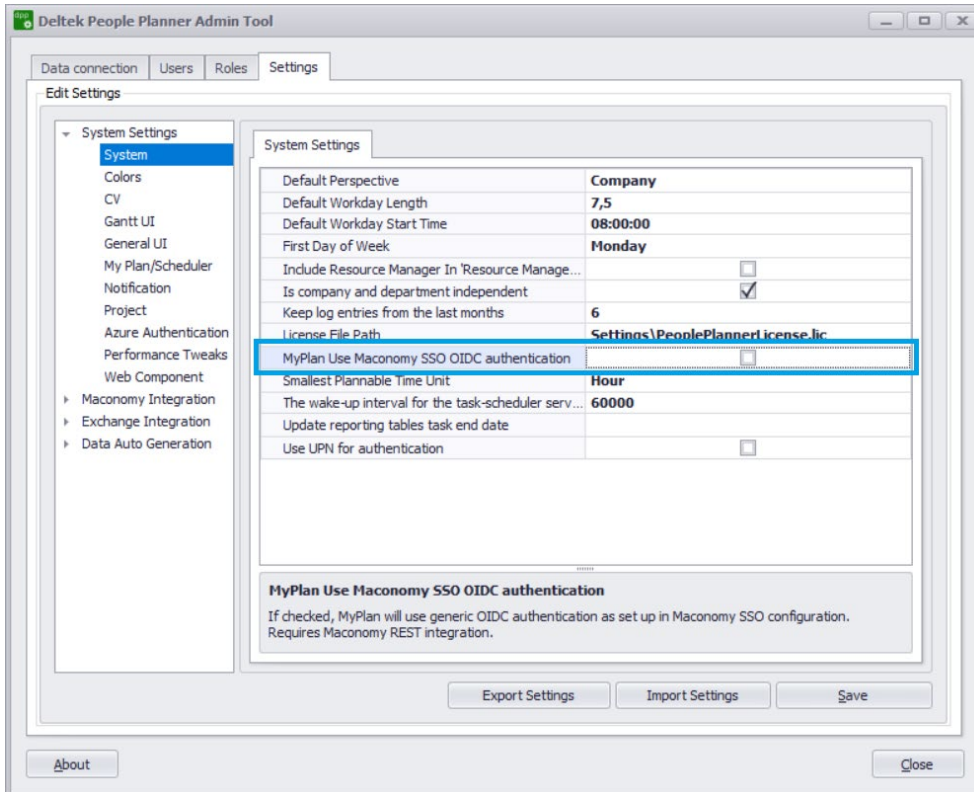 dpp
Deltek People Planner Admin Tool
Data connection Users Roles Settings
Edit Settings
System Settings
System
Colors
CV
Gantt UI
General UI
My Plan/Scheduler
Notification
Project
Azure Authentication
Performance Tweaks
Web Component
Maconomy Integration
Exchange Integration
Data Auto Generation
System Settings
Default Perspective Company
Default Workday Length 7,5
Default Workday Start Time 08:00:00
First Day of Week Monday
Include Resource Manager In 'Resource Manage...
Is company and department independent
Keep log entries from the last months 6
License File Path Settings\PeoplePlannerLicense.lic
MyPlan Use Maconomy SSO OIDC authentication
Smallest Plannable Time Unit Hour
The wake-up interval for the task-scheduler serv... 60000
Update reporting tables task end date
Use UPN for authentication
MyPlan Use Maconomy SSO OIDC authentication
If checked, MyPlan will use generic OIDC authentication as set up in Maconomy SSO configuration.
Requires Maconomy REST integration.
Export Settings Import Settings Save
About Close